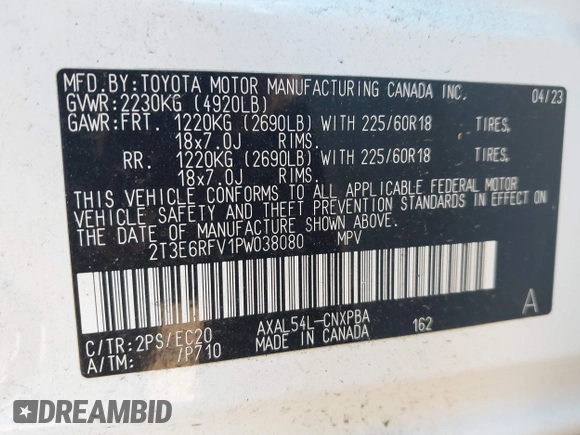 MFD.BY:TOYOTA MOTOR MANUFACTURING CANADA INC. 04/23
GVWR:2230KG (4920LB)
GAWR:FRT. 1220KG (2690LB) WITH 225/60R18 TIRES,
18x7.0J RIMS.
RR. 1220KG (2690LB) WITH 225/60R18 TIRES,
18x7.0J RIMS.
THIS VEHICLE CONFORMS TO ALL APPLICABLE FEDERAL MOTOR
VEHICLE SAFETY AND THEFT PREVENTION STANDARDS IN EFFECT ON
THE DATE OF MANUFACTURE SHOWN ABOVE.
2T3E6RFV1PW038080 MPV
A
C/TR:2PS/EC20 AXAL54L-CNXPBA 162
A/TM: /P710 MADE IN CANADA
DREAMBID